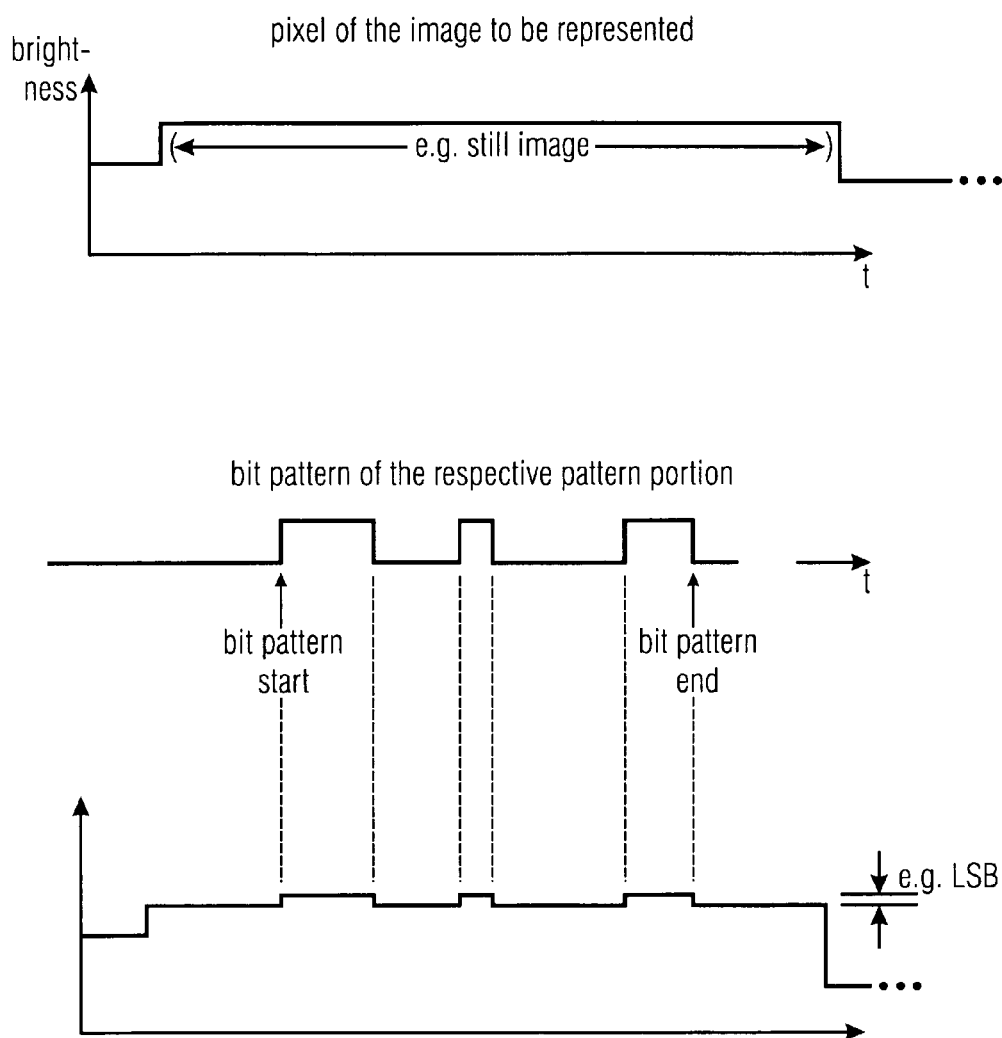 pixel of the image to be represented
bright-
ness
e.g. still image
t
bit pattern of the respective pattern portion
t
bit pattern
start
bit pattern
end
e.g. LSB